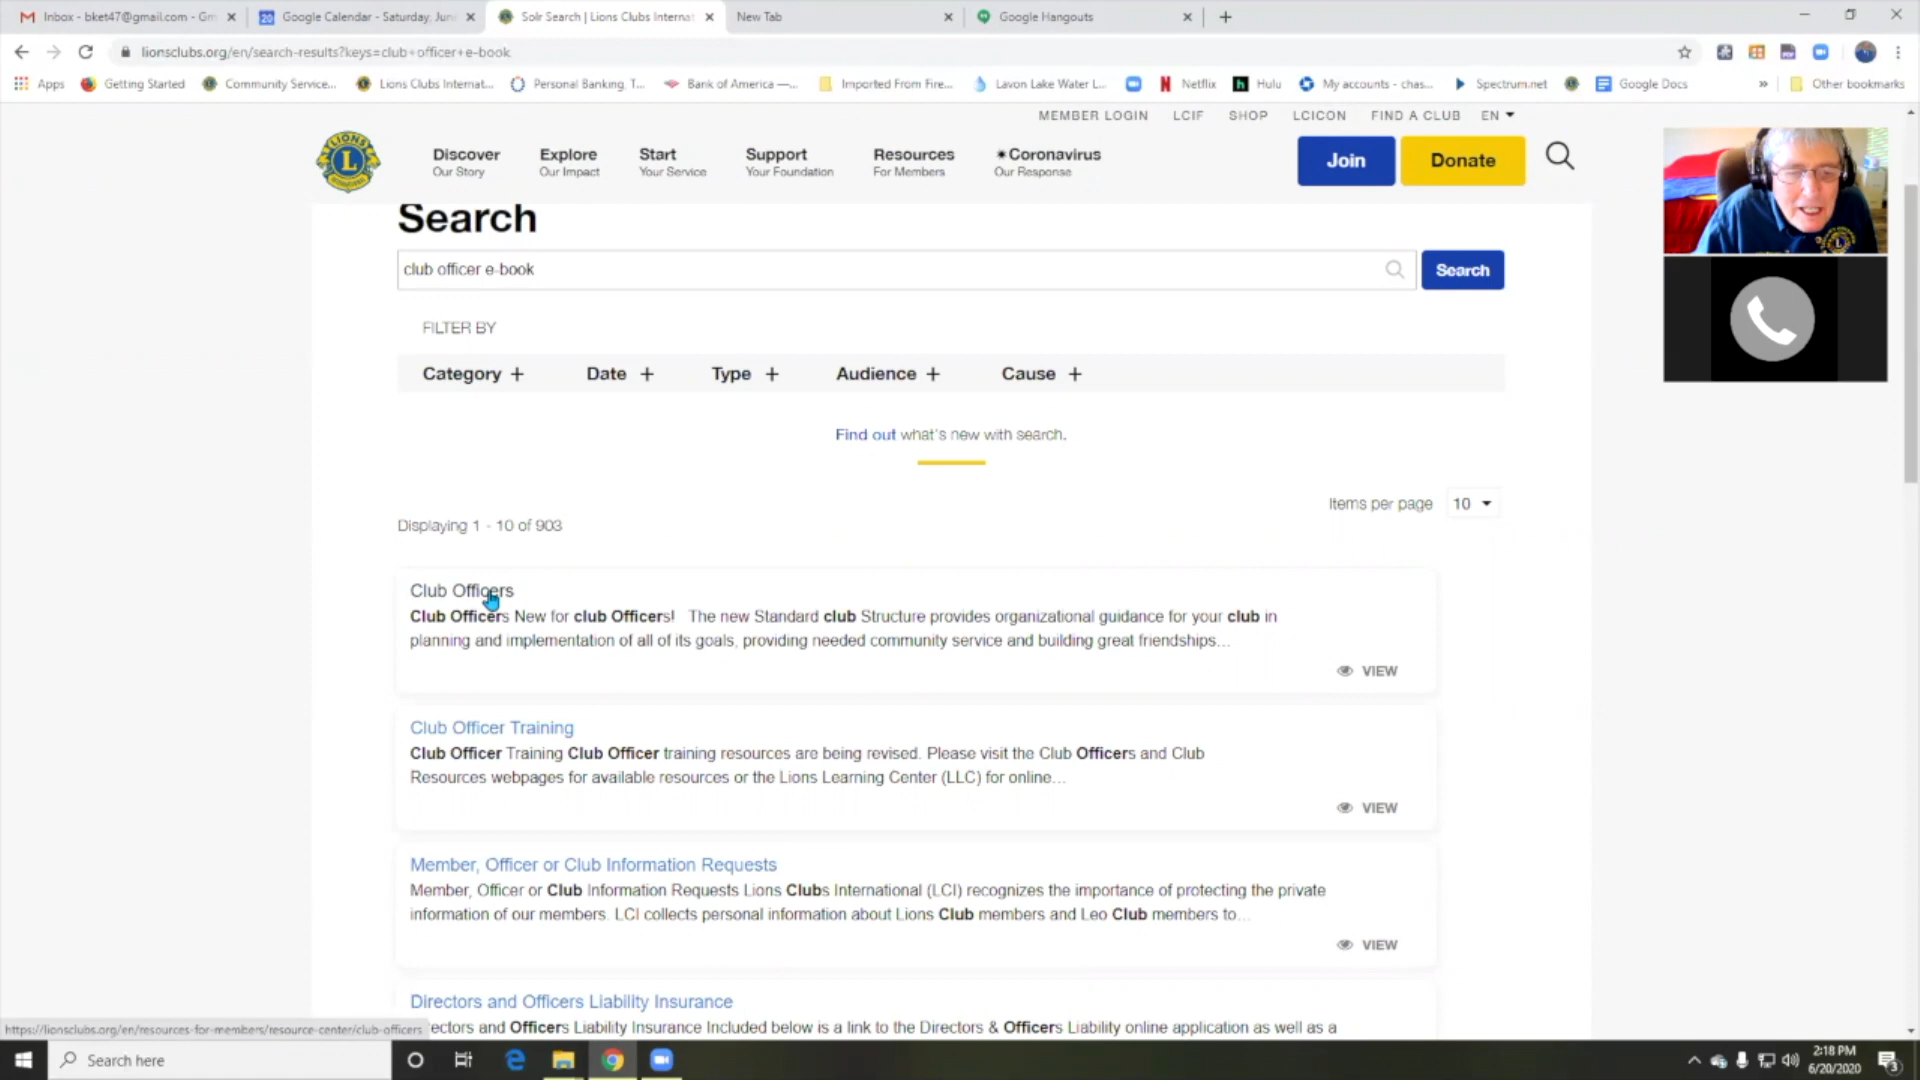 Inbox - bket47@gmail.com - Gm
Google Calendar - Saturday, Jun
Solr Search | Lions Clubs Internat
New Tab
Google Hangouts
lionsclubs.org/en/search-results?keys=club+officer+e-book
Apps
Getting Started
Community Service...
Lions Clubs Internat...
Personal Banking, T...
Bank of America —...
Imported From Fire...
Lavon Lake Water L...
Netflix
Hulu
My accounts - chas...
Spectrum.net
Google Docs
»
Other bookmarks
MEMBER LOGIN
LCIF
SHOP
LCICON
FIND A CLUB
EN
LIONS
L
Discover
Our Story
Explore
Our Impact
Start
Your Service
Support
Your Foundation
Resources
For Members
Coronavirus
Our Response
Join
Donate
Search
club officer e-book
Search
FILTER BY
Category +
Date +
Type +
Audience +
Cause +
Find out what's new with search.
Items per page 10
Displaying 1 - 10 of 903
Club Officers
Club Officers New for club Officers! The new Standard club Structure provides organizational guidance for your club in
planning and implementation of all of its goals, providing needed community service and building great friendships...
VIEW
Club Officer Training
Club Officer Training Club Officer training resources are being revised. Please visit the Club Officers and Club
Resources webpages for available resources or the Lions Learning Center (LLC) for online...
VIEW
Member, Officer or Club Information Requests
Member, Officer or Club Information Requests Lions Clubs International (LCI) recognizes the importance of protecting the private
information of our members. LCI collects personal information about Lions Club members and Leo Club members to...
VIEW
Directors and Officers Liability Insurance
ectors and Officers Liability Insurance Included below is a link to the Directors & Officers Liability online application as well as a
https://lionsclubs.org/en/resources-for-members/resource-center/club-officers
Search here
2:18 PM
6/20/2020
3